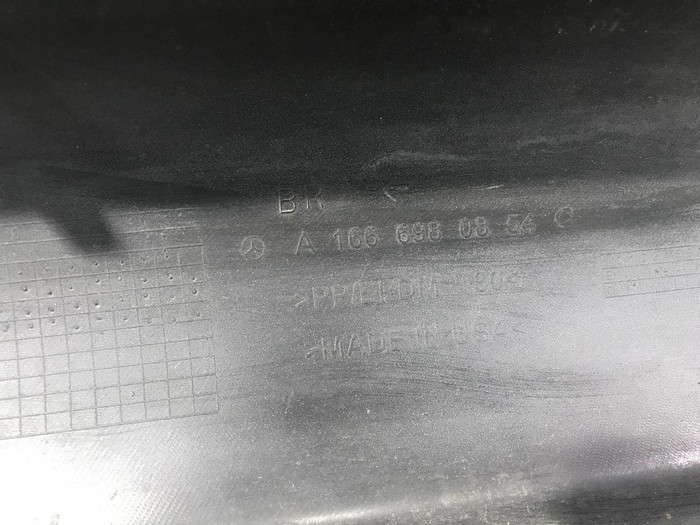 BR <
A 166 698 08 54
>PP/EPDM
>MADE IN USA<